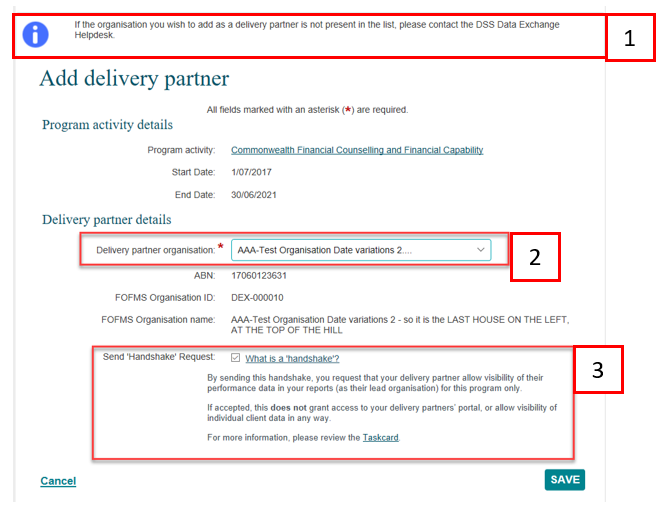 If the organisation you wish to add as a delivery partner is not present in the list, please contact the DSS Data Exchange
Helpdesk.
1
Add delivery partner
All fields marked with an asterisk (*) are required.
Program activity details
Program activity: Commonwealth Financial Counselling and Financial Capability
Start Date: 1/07/2017
End Date: 30/06/2021
Delivery partner details
Delivery partner organisation: * AAA-Test Organisation Date variations 2....
2
ABN: 17060123631
FOFMS Organisation ID: DEX-000010
FOFMS Organisation name: AAA-Test Organisation Date variations 2 - so it is the LAST HOUSE ON THE LEFT,
AT THE TOP OF THE HILL
Send 'Handshake' Request: What is a 'handshake'?
3
By sending this handshake, you request that your delivery partner allow visibility of their
performance data in your reports (as their lead organisation) for this program only.
If accepted, this does not grant access to your delivery partners' portal, or allow visibility of
individual client data in any way.
For more information, please review the Taskcard.
Cancel
SAVE